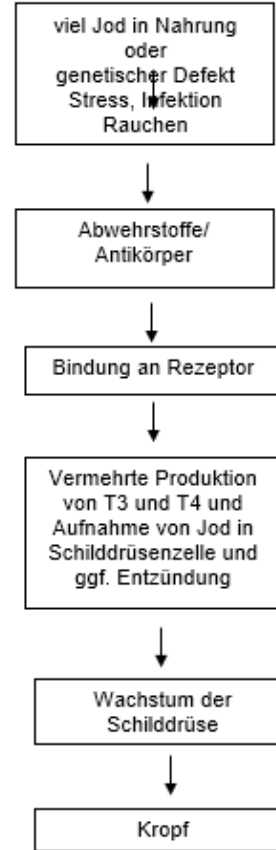 viel Jod in Nahrung
oder
genetischer Defekt
Stress, Infektion
Rauchen
Abwehrstoffe/
Antikörper
Bindung an Rezeptor
Vermehrte Produktion
von T3 und T4 und
Aufnahme von Jod in
Schilddrüsenzelle und
ggf. Entzündung
Wachstum der
Schilddrüse
Kropf